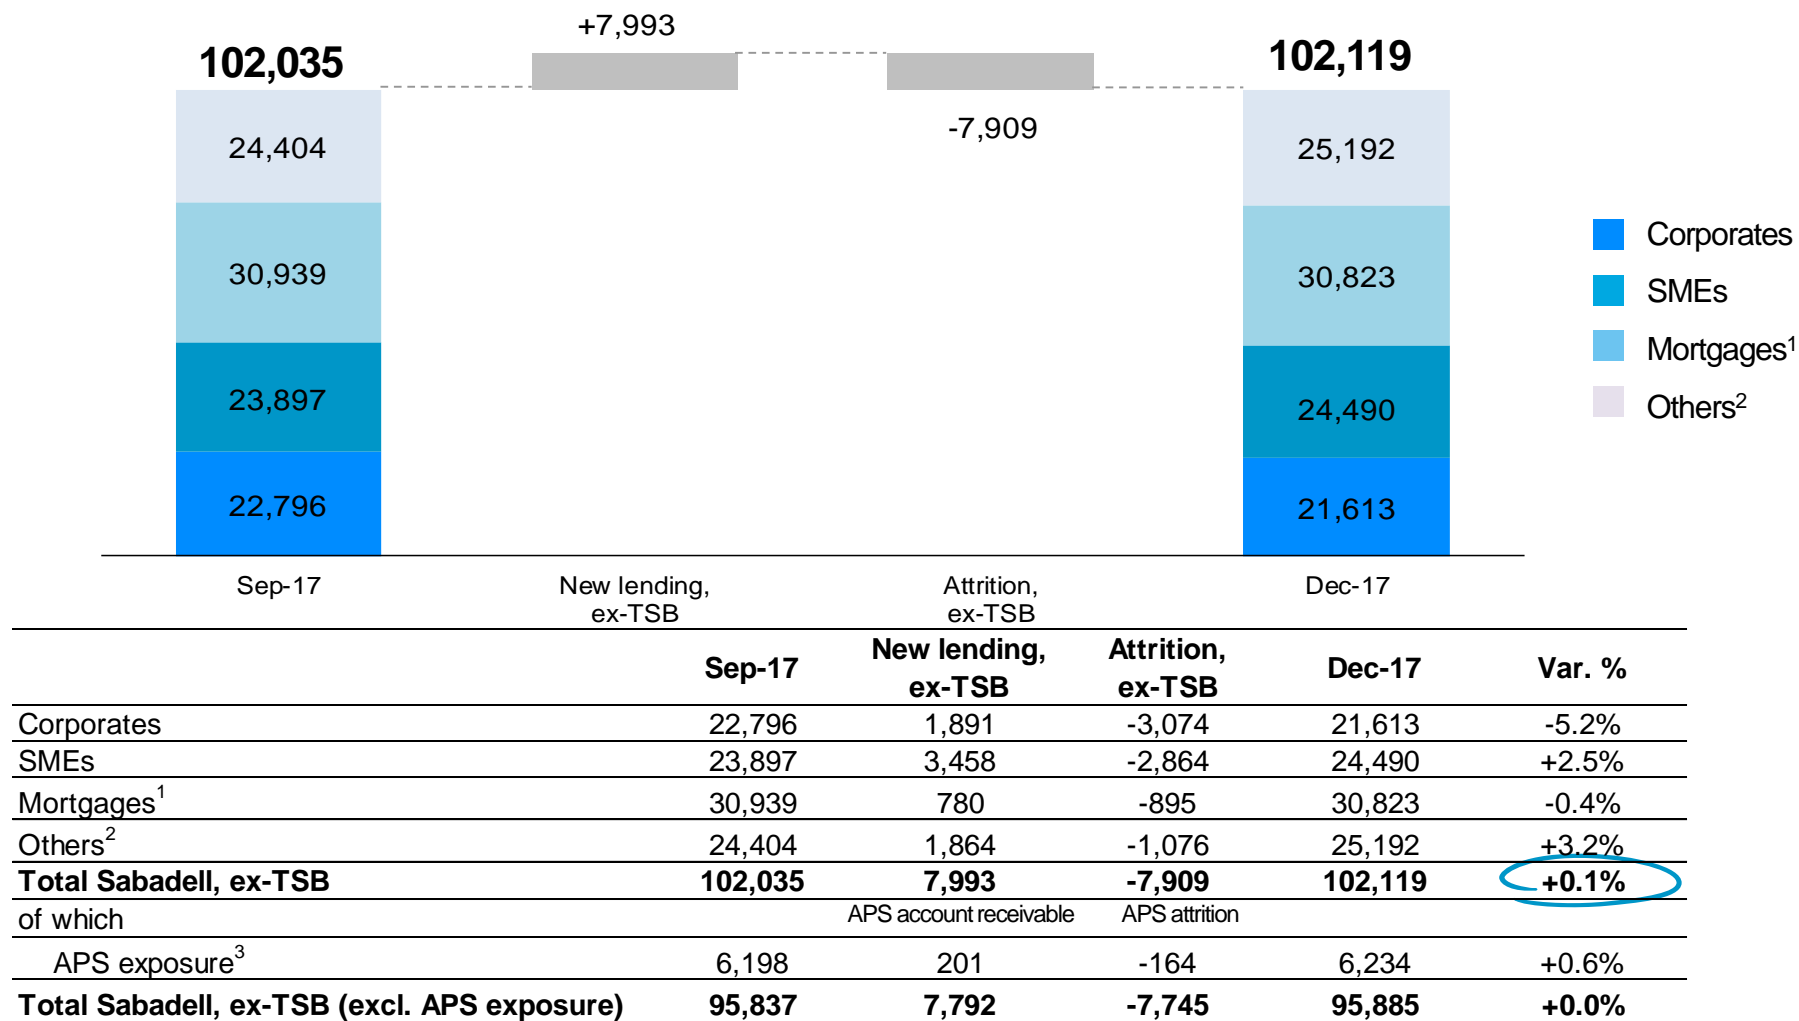 +7,993
102,035
102,119
-7,909
24,404
25,192
30,939
30,823
23,897
24,490
22,796
21,613
Corporates
SMEs
Mortgages¹
Others²
Sep-17
New lending,
ex-TSB
Attrition,
ex-TSB
Dec-17
Sep-17 New lending, ex-TSB Attrition, ex-TSB Dec-17 Var. %
Corporates 22,796 1,891 -3,074 21,613 -5.2%
SMEs 23,897 3,458 -2,864 24,490 +2.5%
Mortgages¹ 30,939 780 -895 30,823 -0.4%
Others² 24,404 1,864 -1,076 25,192 +3.2%
Total Sabadell, ex-TSB 102,035 7,993 -7,909 102,119 +0.1%
of which APS account receivable APS attrition
APS exposure³ 6,198 201 -164 6,234 +0.6%
Total Sabadell, ex-TSB (excl. APS exposure) 95,837 7,792 -7,745 95,885 +0.0%